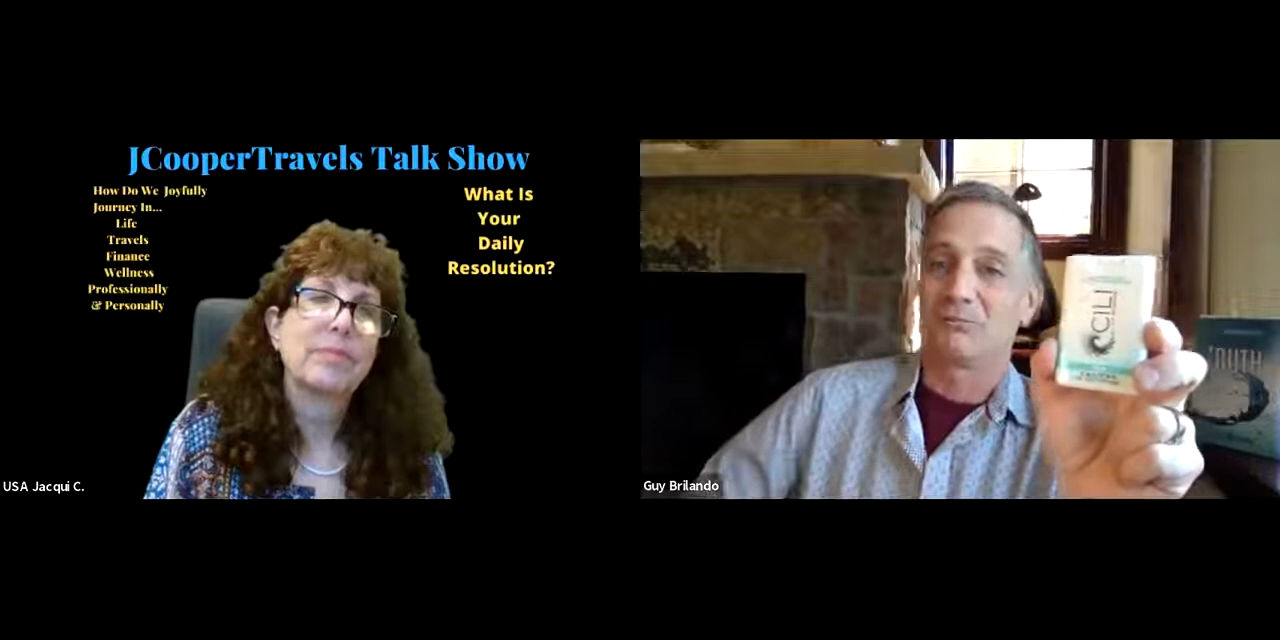 JCooperTravels Talk Show
How Do We Joyfully
Journey In...
Life
Travels
Finance
Wellness
Professionally
& Personally
What Is
Your
Daily
Resolution?
CILI
USA Jacqui C.
Guy Brilando